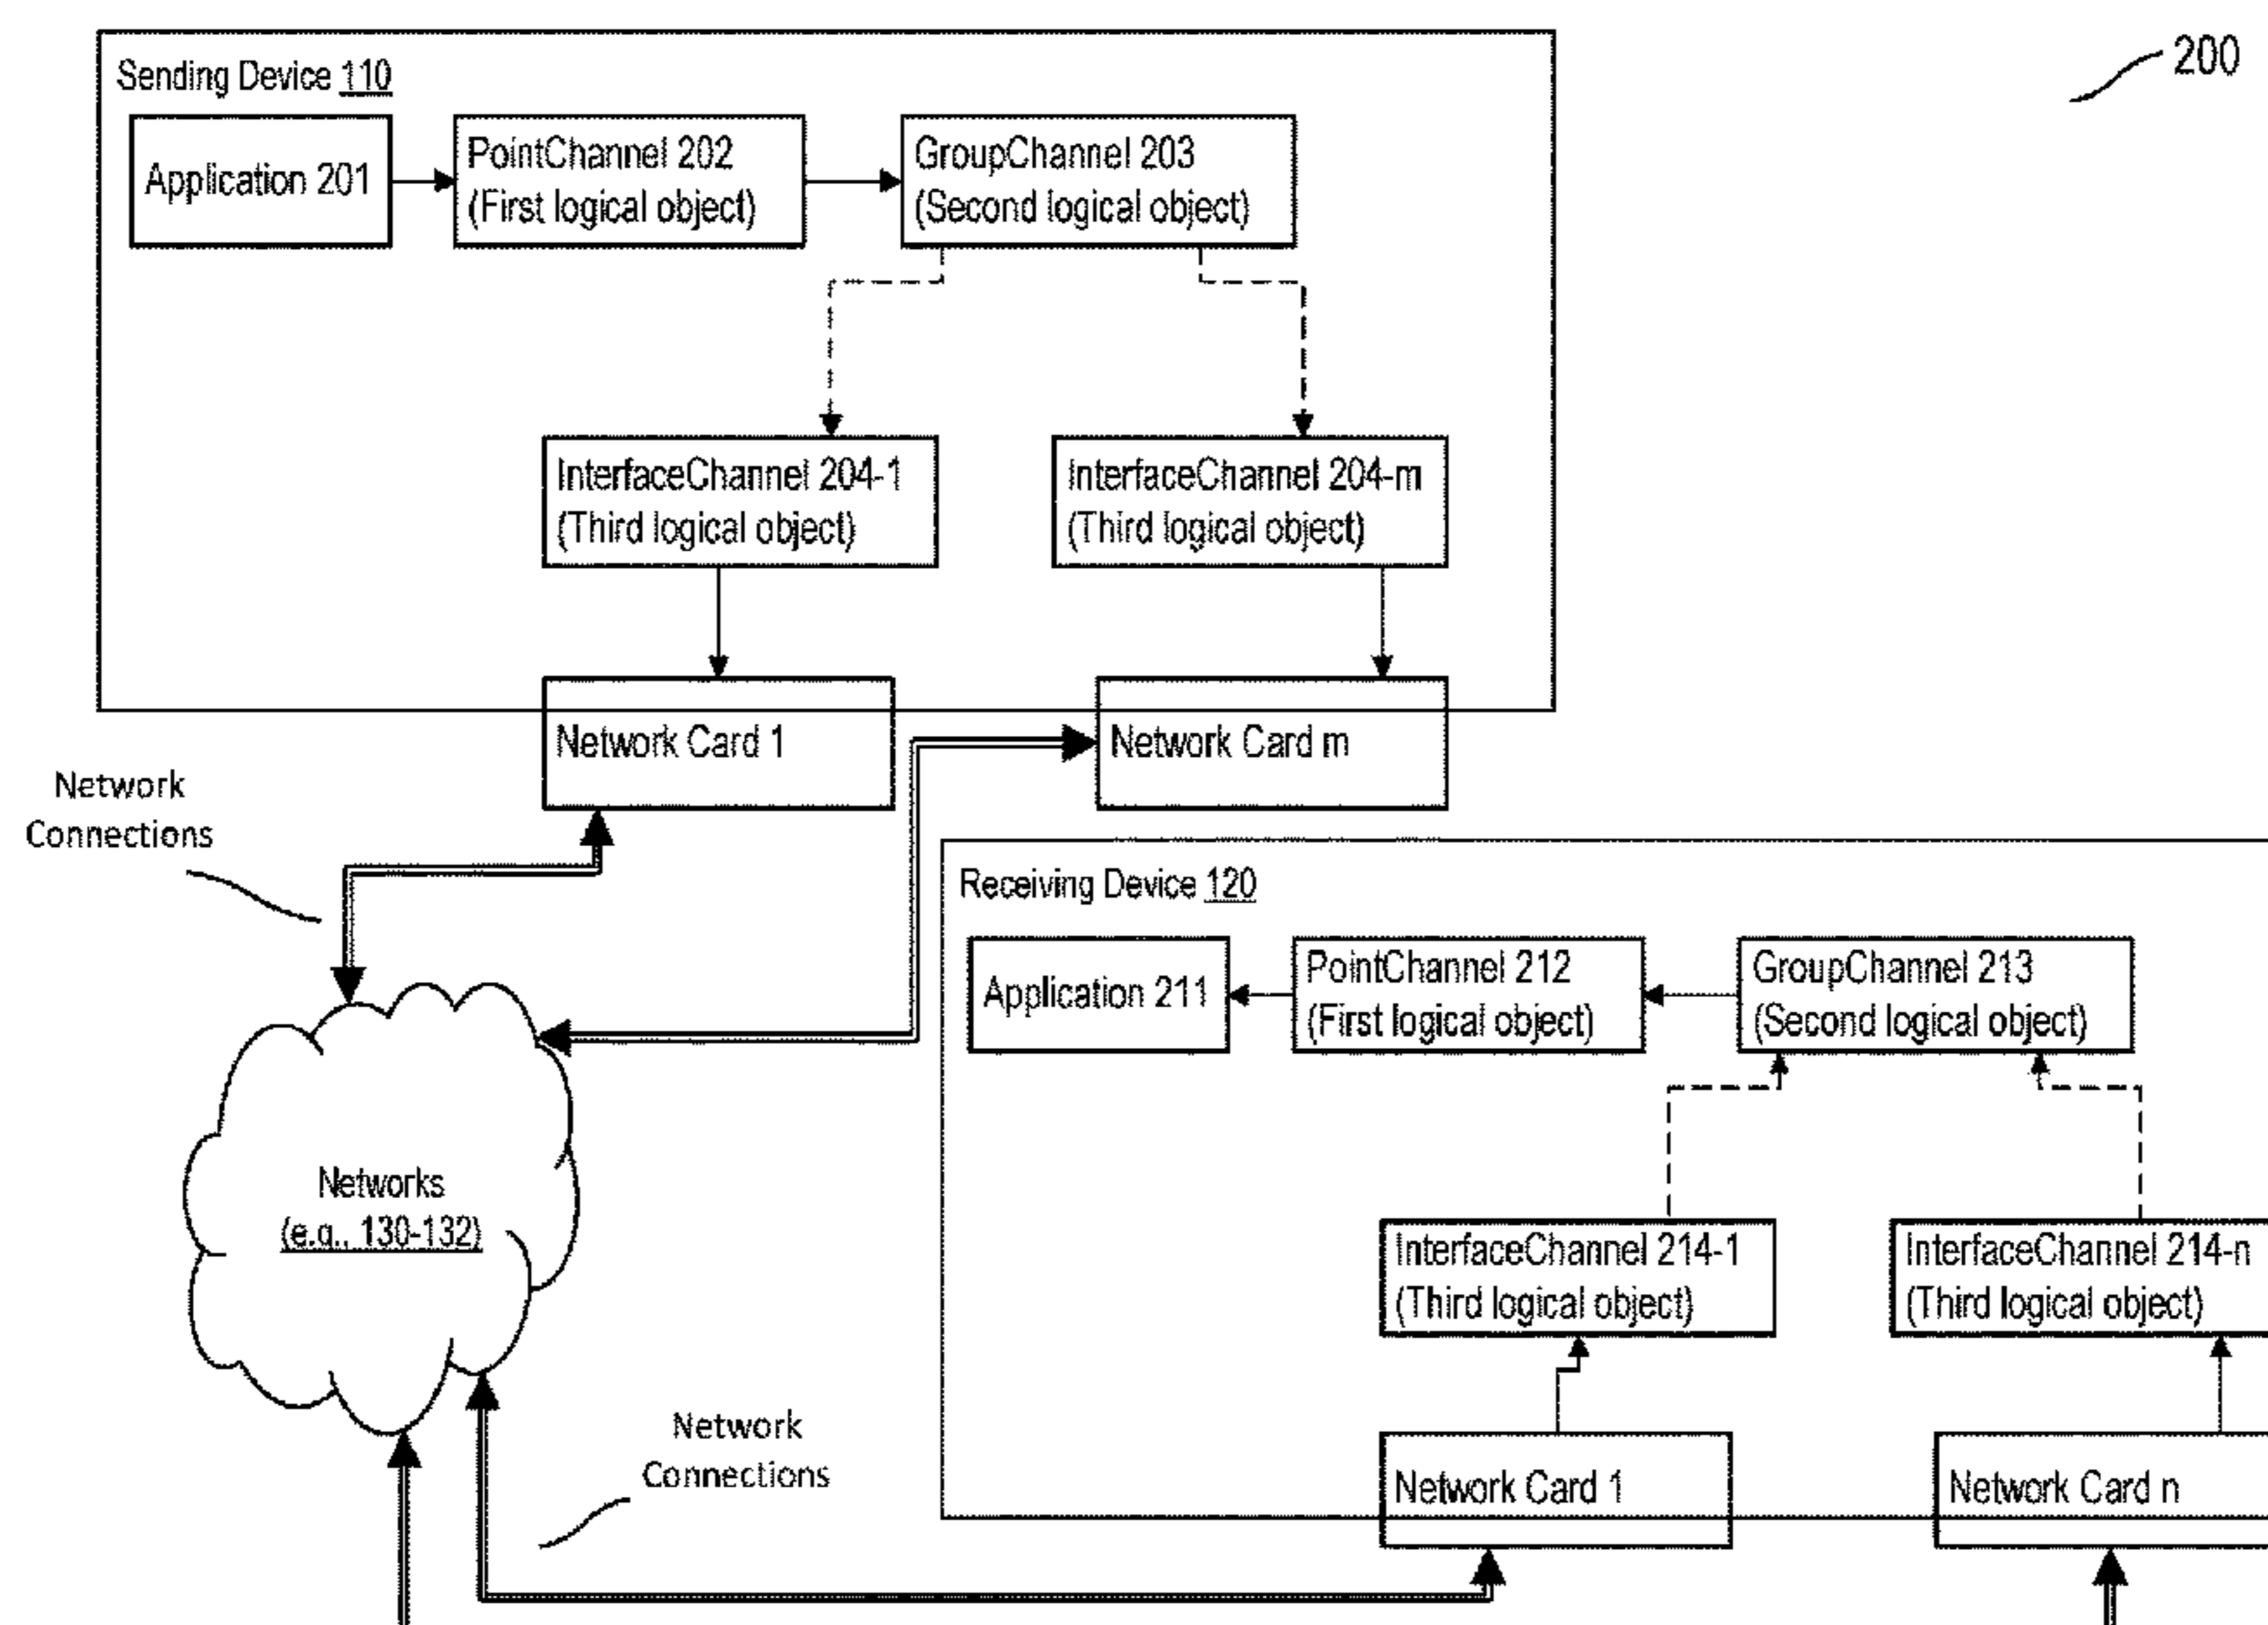 200
Sending Device 110
Application 201
PointChannel 202
(First logical object)
GroupChannel 203
(Second logical object)
InterfaceChannel 204-1
(Third logical object)
InterfaceChannel 204-m
(Third logical object)
Network Card 1
Network Card m
Network
Connections
Receiving Device 120
Application 211
PointChannel 212
(First logical object)
GroupChannel 213
(Second logical object)
Networks
(e.g., 130-132)
InterfaceChannel 214-1
(Third logical object)
InterfaceChannel 214-n
(Third logical object)
Network
Connections
Network Card 1
Network Card n